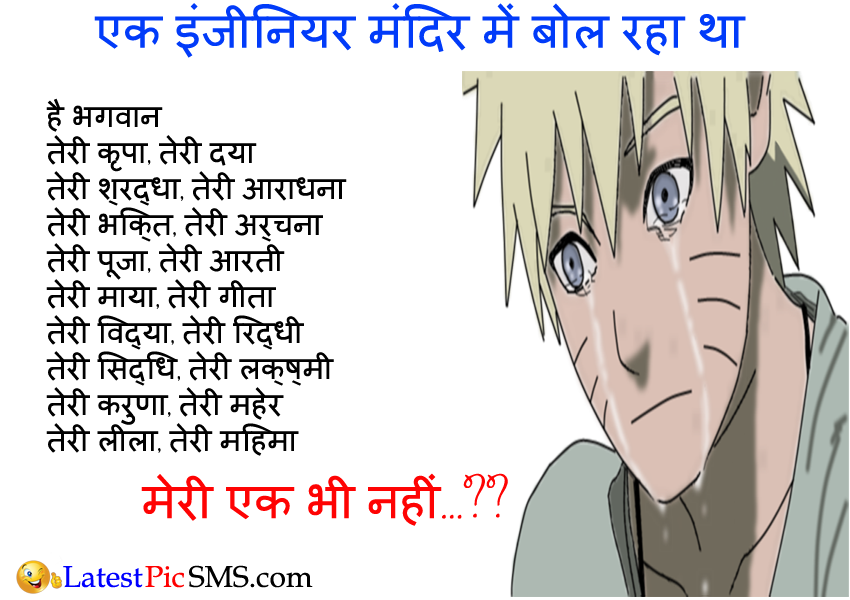 एक इंजीनियर मंदिर में बोल रहा था
है भगवान
तेरी कृपा, तेरी दया
तेरी श्रद्धा, तेरी आराधना
तेरी भक्ति, तेरी अर्चना
तेरी पूजा, तेरी आरती
तेरी माया, तेरी गीता
तेरी विद्या, तेरी रिद्धी
तेरी सिद्धि, तेरी लक्ष्मी
तेरी करुणा, तेरी महेर
तेरी लीला, तेरी महिमा
मेरी एक भी नहीं...??
LatestPicSMS.com